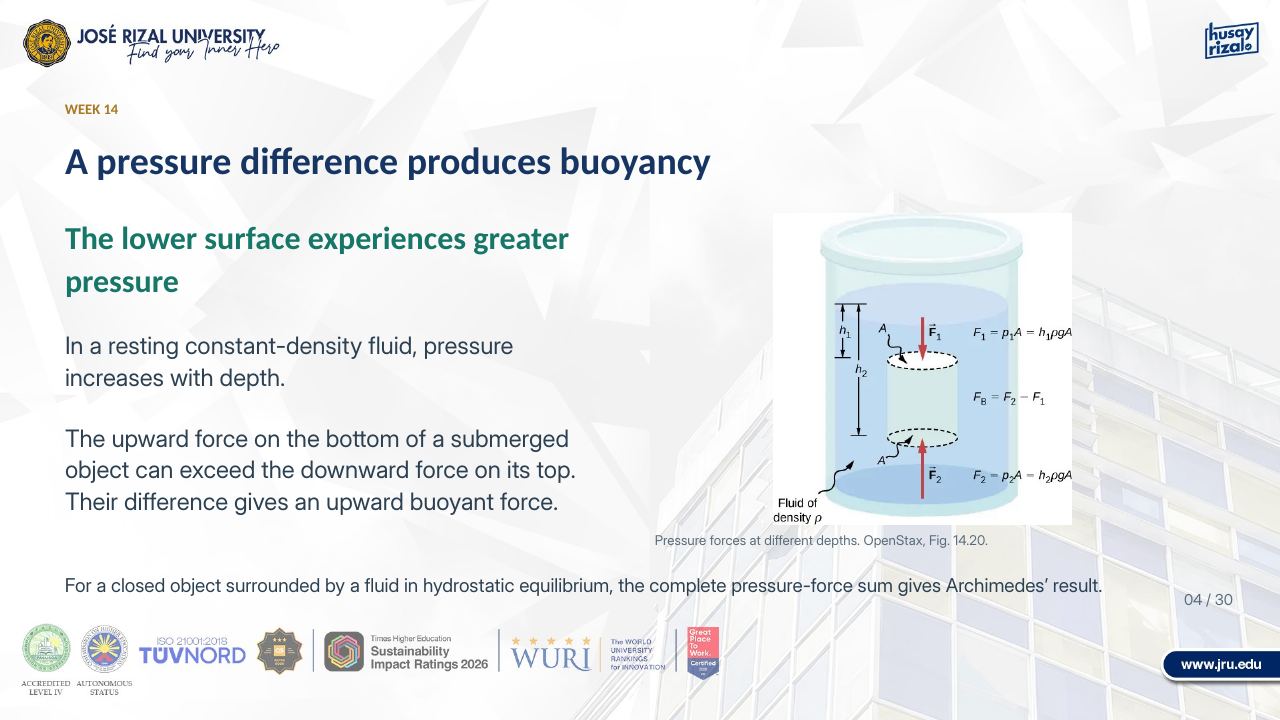 JOSÉ RIZAL UNIVERSITY
Find your Inner Hero
husay
rizal
WEEK 14
A pressure difference produces buoyancy
The lower surface experiences greater
pressure
In a resting constant-density fluid, pressure
increases with depth.
The upward force on the bottom of a submerged
object can exceed the downward force on its top.
Their difference gives an upward buoyant force.
h₁
h₂
A
F⃗₁
F₁ = p₁A = h₁ρgA
F_B = F₂ − F₁
A
F⃗₂
F₂ = p₂A = h₂ρgA
Fluid of
density ρ
Pressure forces at different depths. OpenStax, Fig. 14.20.
For a closed object surrounded by a fluid in hydrostatic equilibrium, the complete pressure-force sum gives Archimedes’ result.
04 / 30
ACCREDITED
LEVEL IV
AUTONOMOUS
STATUS
ISO 21001:2018
TÜVNORD
Times Higher Education
Sustainability
Impact Ratings 2026
WURI
The WORLD
UNIVERSITY
RANKINGS
for INNOVATION
Great
Place
To
Work.
Certified
www.jru.edu